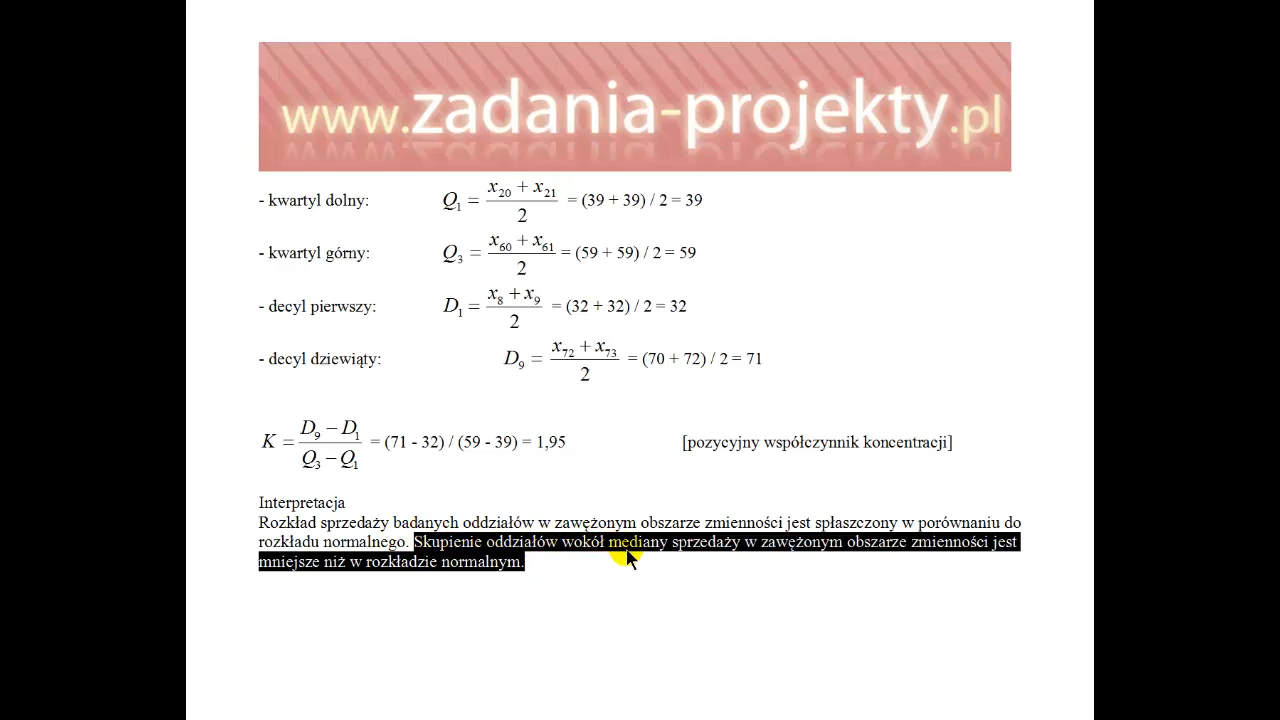 www.zadania-projekty.pl
- kwartyl dolny: Q₁ = (x₂₀ + x₂₁) / 2 = (39 + 39) / 2 = 39
- kwartyl górny: Q₃ = (x₆₀ + x₆₁) / 2 = (59 + 59) / 2 = 59
- decyl pierwszy: D₁ = (x₈ + x₉) / 2 = (32 + 32) / 2 = 32
- decyl dziewiąty: D₉ = (x₇₂ + x₇₃) / 2 = (70 + 72) / 2 = 71
K = (D₉ − D₁) / (Q₃ − Q₁) = (71 - 32) / (59 - 39) = 1,95 [pozycyjny współczynnik koncentracji]
Interpretacja
Rozkład sprzedaży badanych oddziałów w zawężonym obszarze zmienności jest spłaszczony w porównaniu do
rozkładu normalnego. Skupienie oddziałów wokół mediany sprzedaży w zawężonym obszarze zmienności jest
mniejsze niż w rozkładzie normalnym.